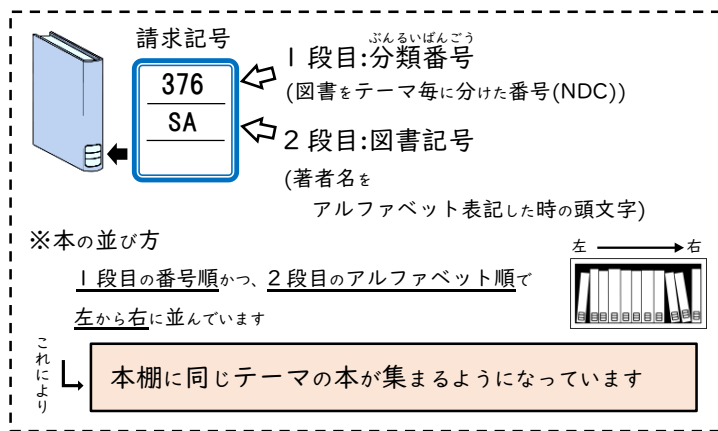 請求記号
376
SA
ぶんるいばんごう
1段目:分類番号
(図書をテーマ毎に分けた番号(NDC))
2段目:図書記号
(著者名を
アルファベット表記した時の頭文字)
※本の並び方
1段目の番号順かつ、2段目のアルファベット順で
左から右に並んでいます
左 右
これにより
本棚に同じテーマの本が集まるようになっています